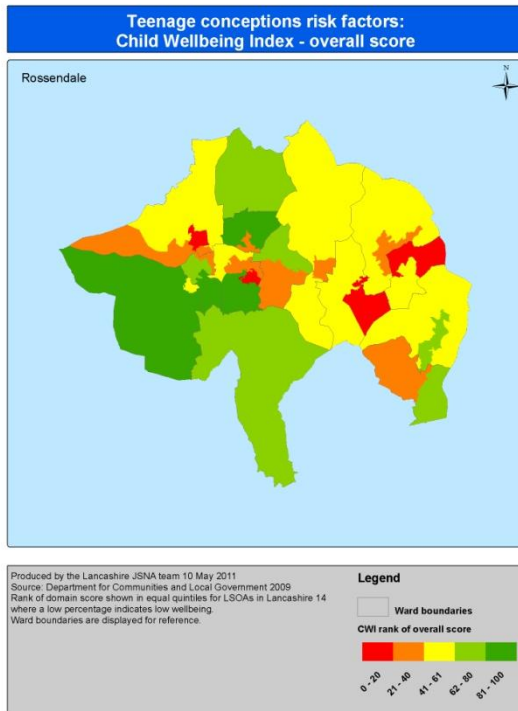 Teenage conceptions risk factors:
Child Wellbeing Index - overall score
Rossendale
N
Produced by the Lancashire JSNA team 10 May 2011
Source: Department for Communities and Local Government 2009
Rank of domain score shown in equal quintiles for LSOAs in Lancashire 14
where a low percentage indicates low wellbeing.
Ward boundaries are displayed for reference.
Legend
Ward boundaries
CWI rank of overall score
0 - 20
21 - 40
41 - 61
62 - 80
81 - 100